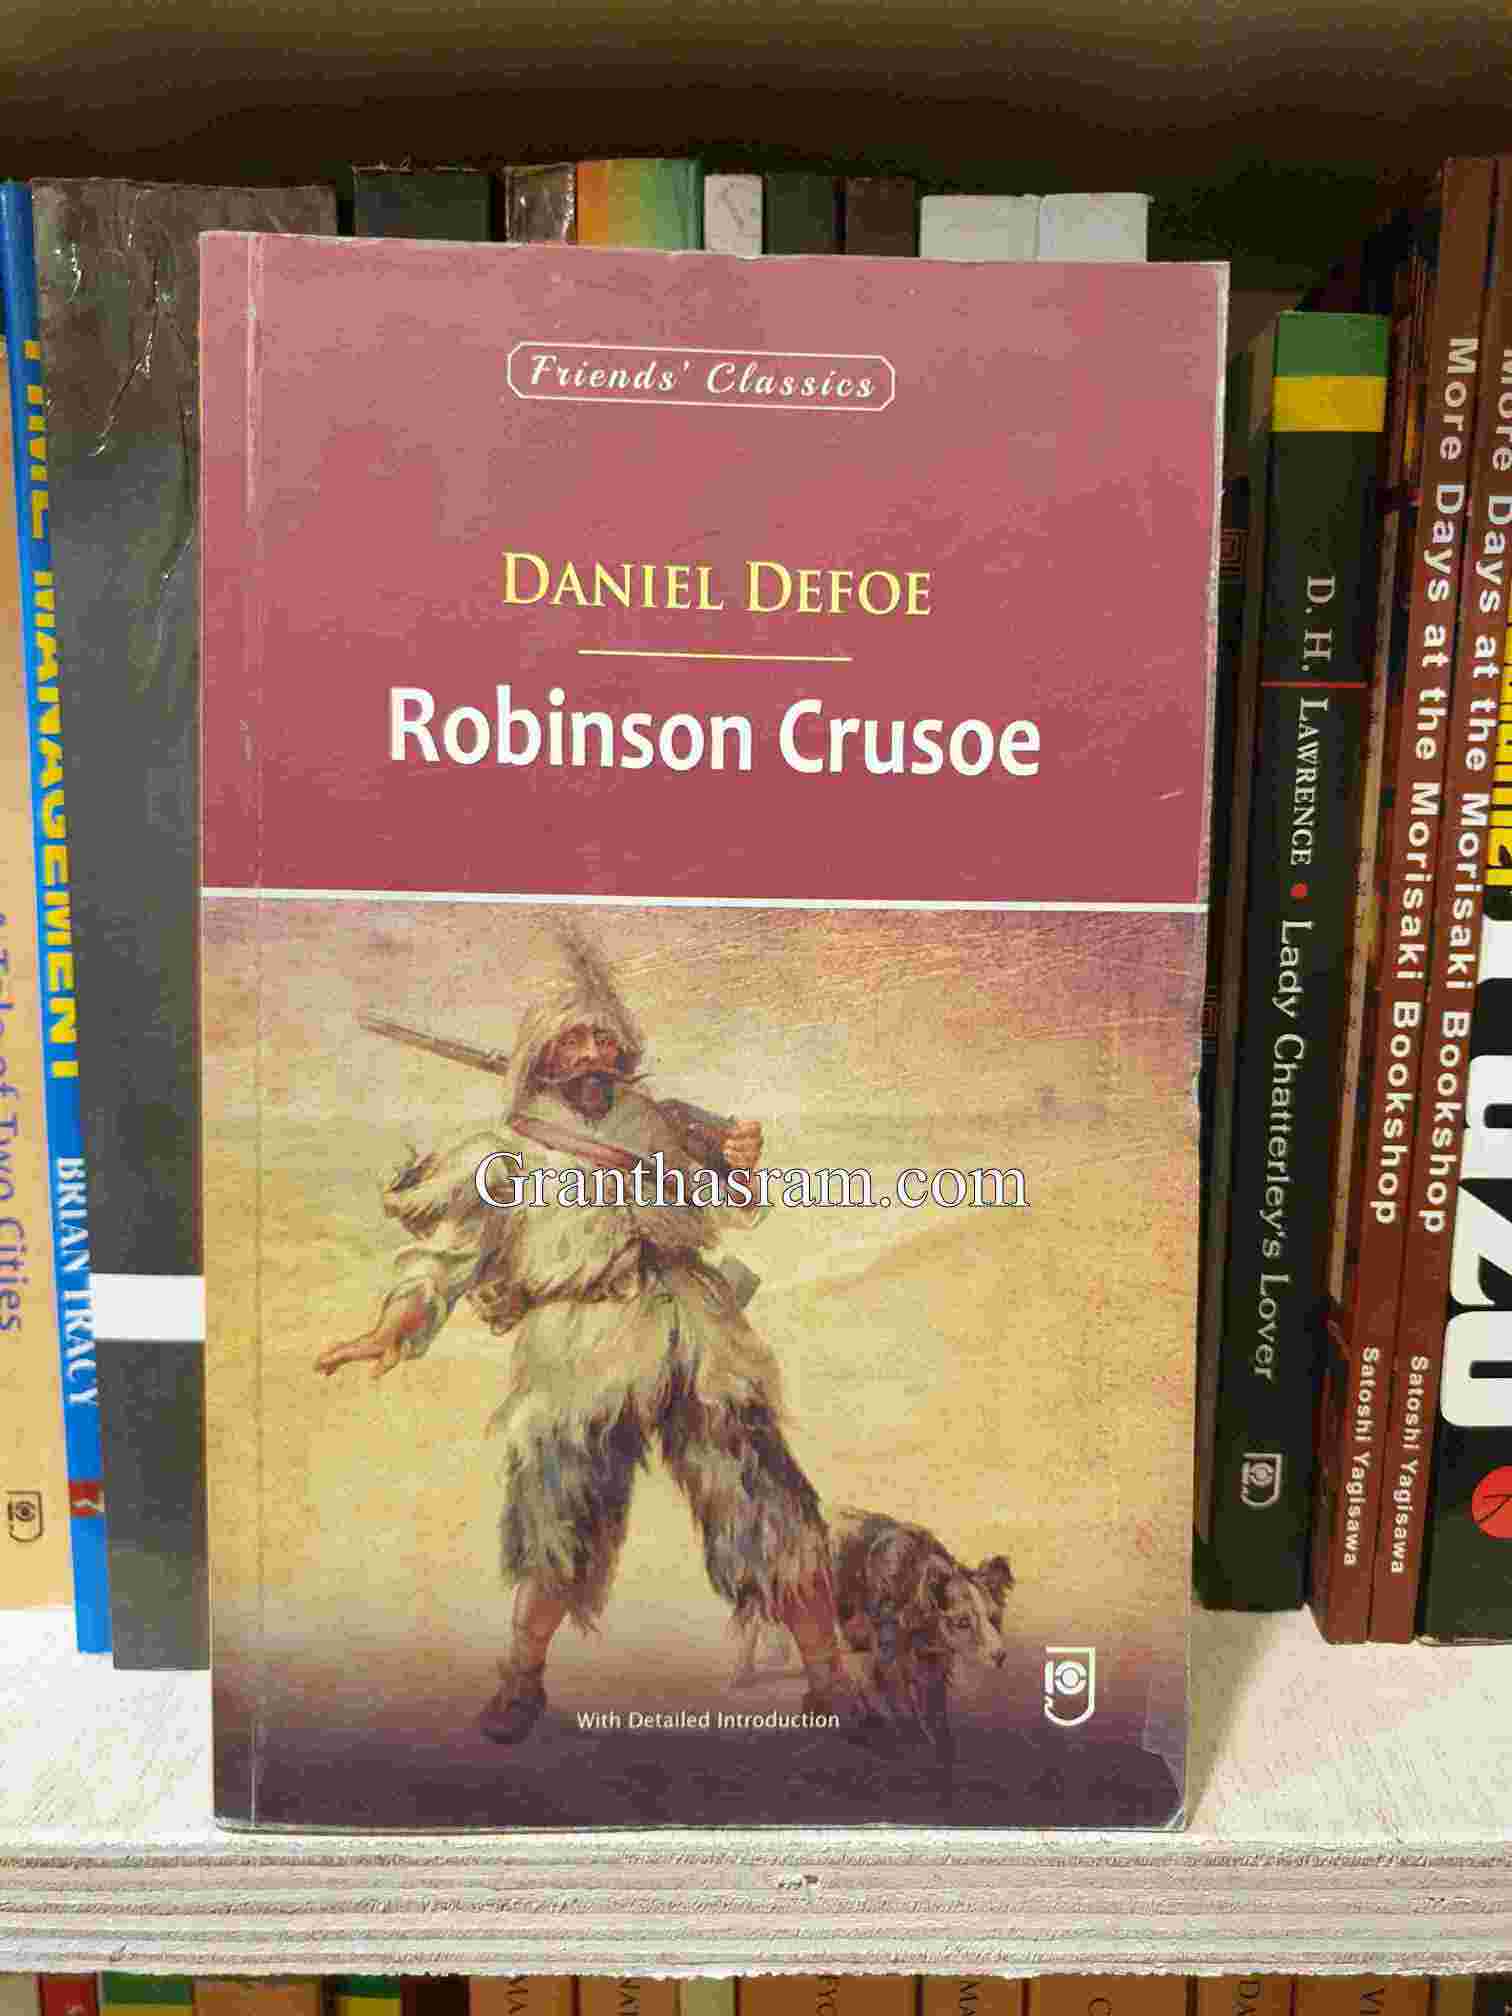 Friends' Classics
DANIEL DEFOE
Robinson Crusoe
Granthasram.com
With Detailed Introduction
A Tale of Two Cities
TIME MANAGEMENT
BRIAN TRACY
D. H. LAWRENCE • Lady Chatterley's Lover
More Days at the Morisaki Bookshop
Satoshi Yagisawa
More Days at the Morisaki Bookshop
Satoshi Yagisawa